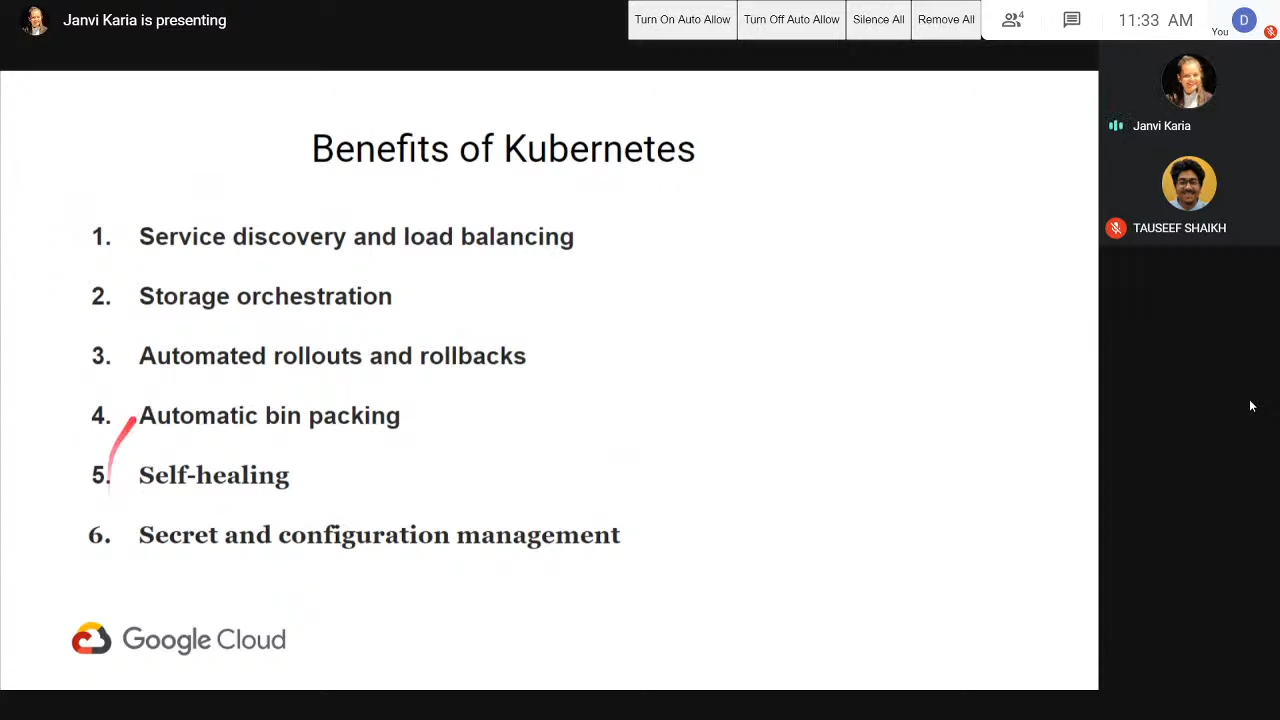 Janvi Karia is presenting
Turn On Auto Allow
Turn Off Auto Allow
Silence All
Remove All
4
11:33 AM
You
D
Janvi Karia
TAUSEEF SHAIKH
Benefits of Kubernetes
1. Service discovery and load balancing
2. Storage orchestration
3. Automated rollouts and rollbacks
4. Automatic bin packing
5. Self-healing
6. Secret and configuration management
Google Cloud